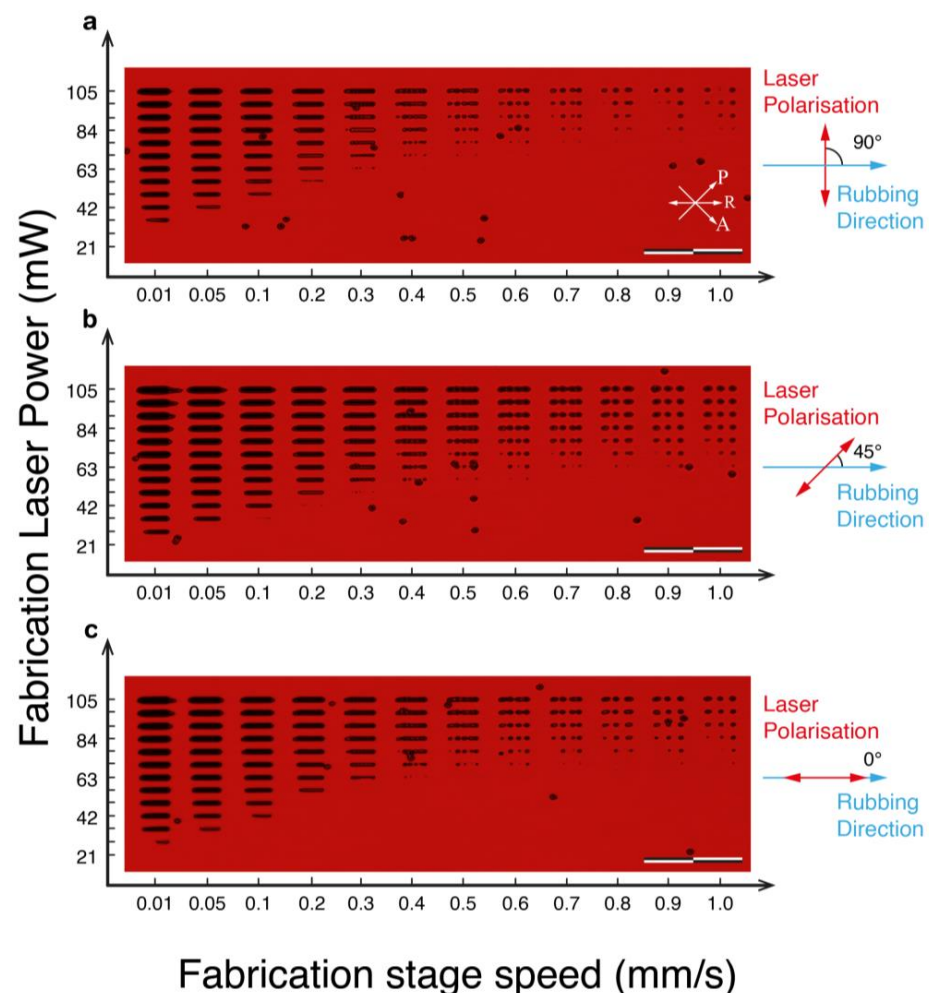 Fabrication Laser Power (mW)
a
105
84
63
42
21
P
R
A
0.01 0.05 0.1 0.2 0.3 0.4 0.5 0.6 0.7 0.8 0.9 1.0
Laser
Polarisation
90°
Rubbing
Direction
b
105
84
63
42
21
0.01 0.05 0.1 0.2 0.3 0.4 0.5 0.6 0.7 0.8 0.9 1.0
Laser
Polarisation
45°
Rubbing
Direction
c
105
84
63
42
21
0.01 0.05 0.1 0.2 0.3 0.4 0.5 0.6 0.7 0.8 0.9 1.0
Laser
Polarisation
0°
Rubbing
Direction
Fabrication stage speed (mm/s)